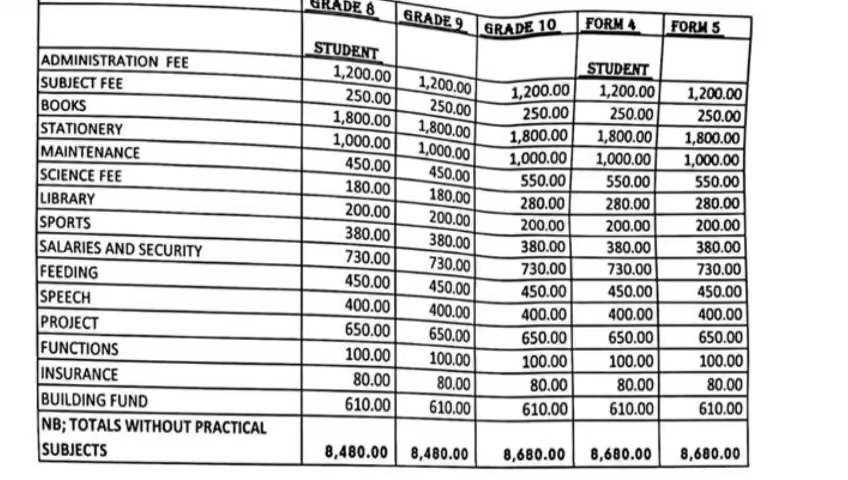 GRADE 8 GRADE 9 GRADE 10 FORM 4 FORM 5
STUDENT STUDENT
ADMINISTRATION FEE 1,200.00 1,200.00 1,200.00 1,200.00 1,200.00
SUBJECT FEE 250.00 250.00 250.00 250.00 250.00
BOOKS 1,800.00 1,800.00 1,800.00 1,800.00 1,800.00
STATIONERY 1,000.00 1,000.00 1,000.00 1,000.00 1,000.00
MAINTENANCE 450.00 450.00 550.00 550.00 550.00
SCIENCE FEE 180.00 180.00 280.00 280.00 280.00
LIBRARY 200.00 200.00 200.00 200.00 200.00
SPORTS 380.00 380.00 380.00 380.00 380.00
SALARIES AND SECURITY 730.00 730.00 730.00 730.00 730.00
FEEDING 450.00 450.00 450.00 450.00 450.00
SPEECH 400.00 400.00 400.00 400.00 400.00
PROJECT 650.00 650.00 650.00 650.00 650.00
FUNCTIONS 100.00 100.00 100.00 100.00 100.00
INSURANCE 80.00 80.00 80.00 80.00 80.00
BUILDING FUND 610.00 610.00 610.00 610.00 610.00
NB; TOTALS WITHOUT PRACTICAL
SUBJECTS 8,480.00 8,480.00 8,680.00 8,680.00 8,680.00